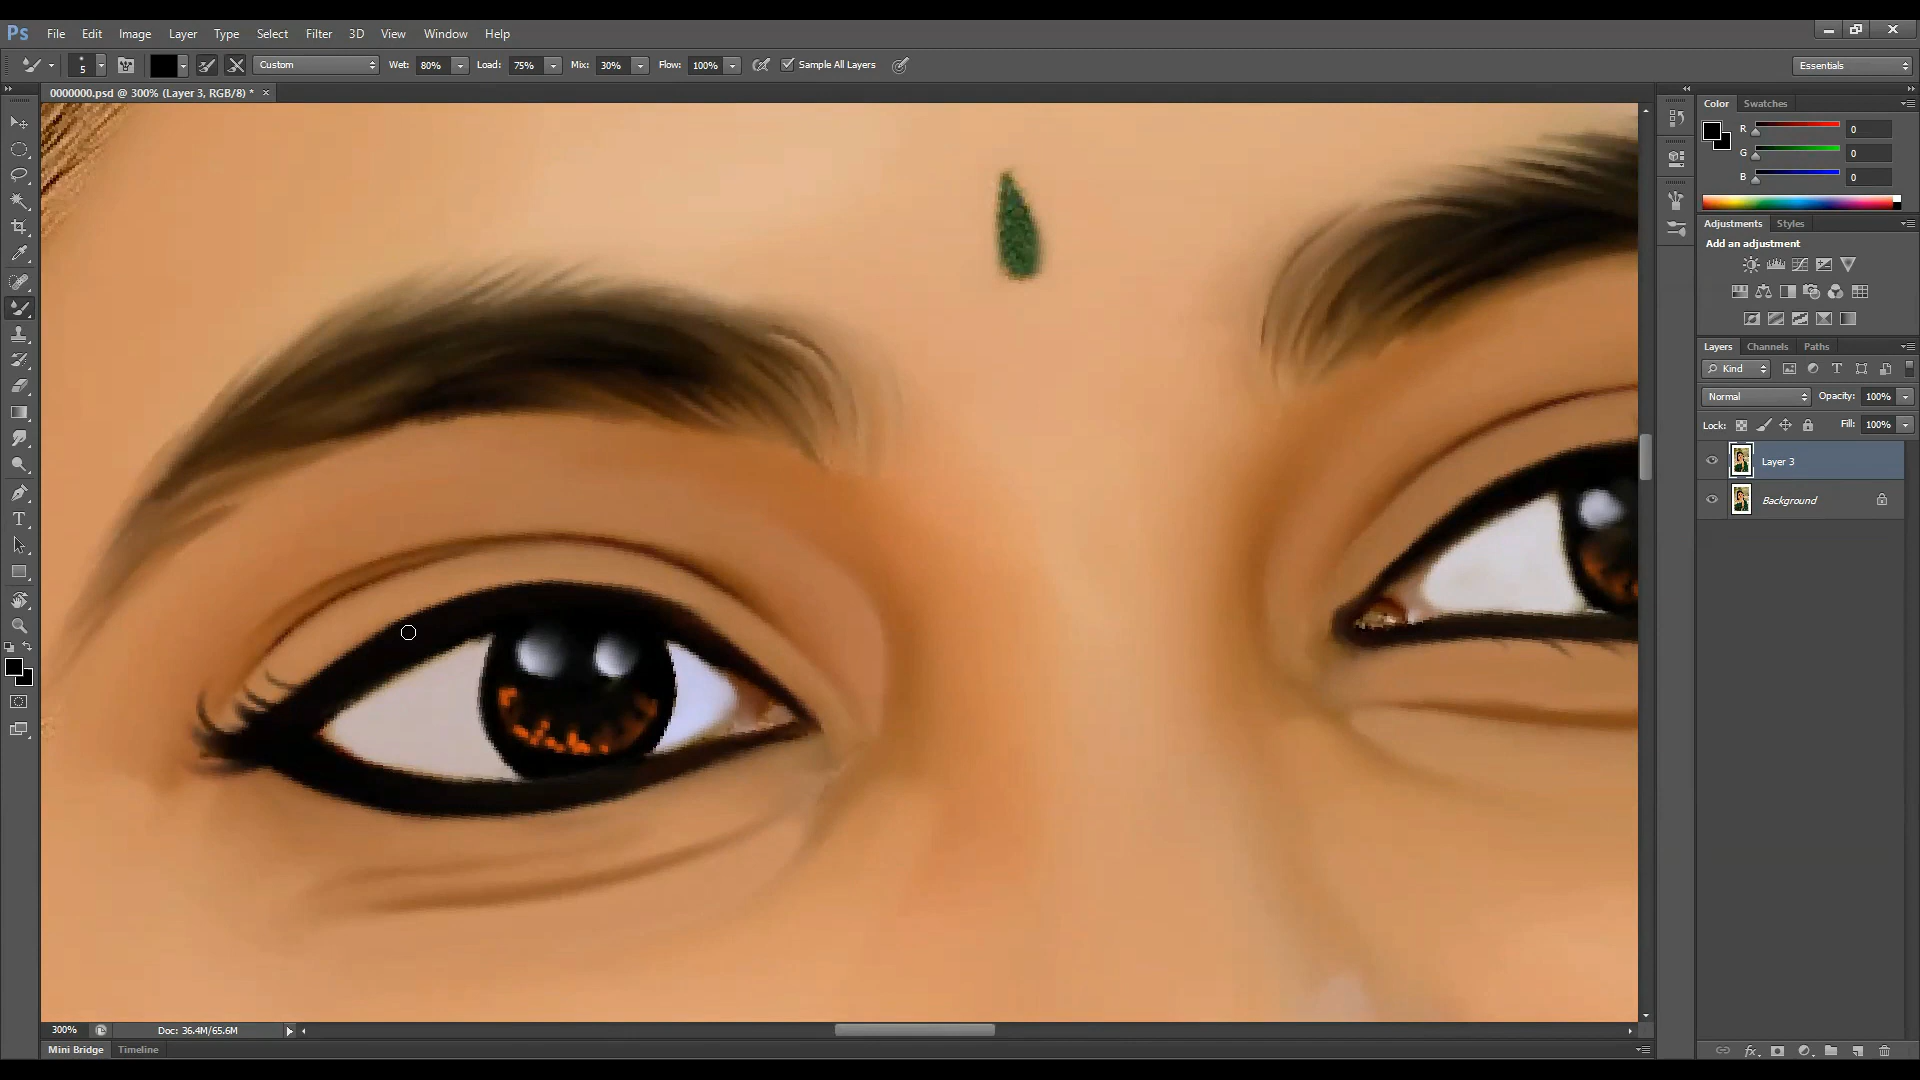 Ps File Edit Image Layer Type Select Filter 3D View Window Help
5 Custom Wet: 80% Load: 75% Mix: 30% Flow: 100% Sample All Layers Essentials
0000000.psd @ 300% (Layer 3, RGB/8) * ×
Color Swatches
R 0
G 0
B 0
Adjustments Styles
Add an adjustment
Layers Channels Paths
Kind
Normal Opacity: 100%
Lock: Fill: 100%
Layer 3
Background
T
300% Doc: 36.4M/65.6M
Mini Bridge Timeline
fx